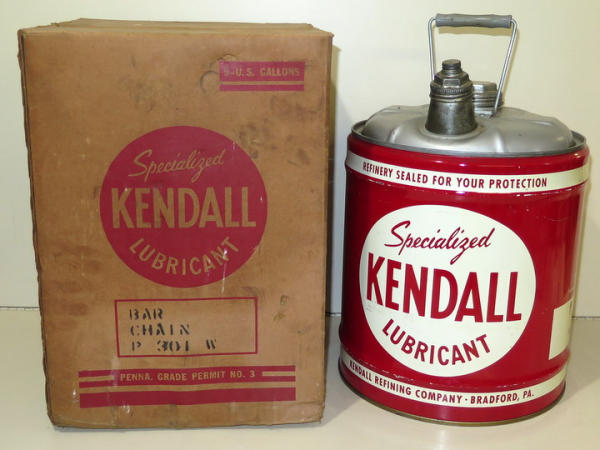 5-U.S. GALLONS
Specialized
KENDALL
LUBRICANT
BAR
CHAIN
P 301 W
PENNA. GRADE PERMIT NO. 3
REFINERY SEALED FOR YOUR PROTECTION
Specialized
KENDALL
LUBRICANT
KENDALL REFINING COMPANY · BRADFORD, PA.